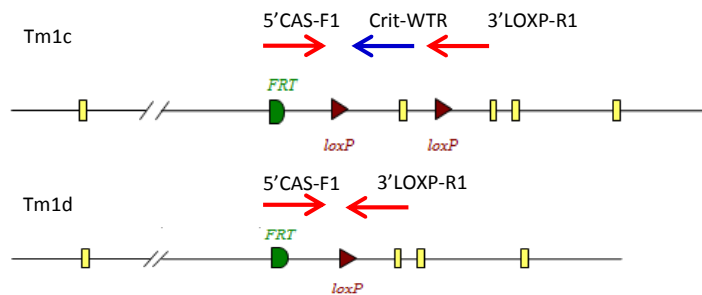 5’CAS-F1 Crit-WTR 3’LOXP-R1
Tm1c
FRT
loxP loxP
5’CAS-F1 3’LOXP-R1
Tm1d
FRT
loxP